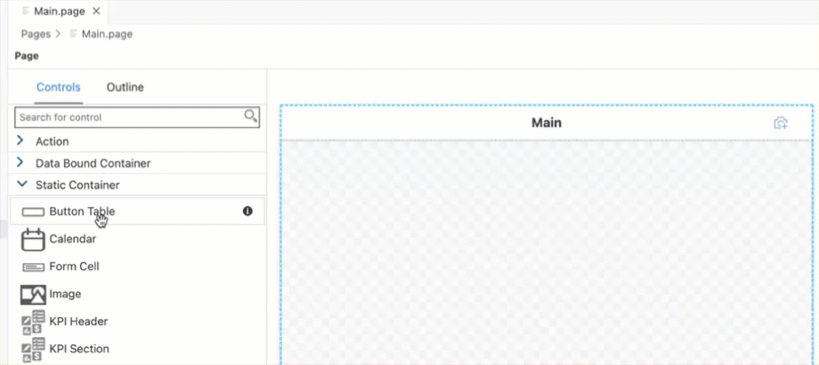 Main.page
Pages > Main.page
Page
Controls Outline
Search for control
Action
Data Bound Container
Static Container
Button Table
Calendar
Form Cell
Image
KPI Header
KPI Section
Main